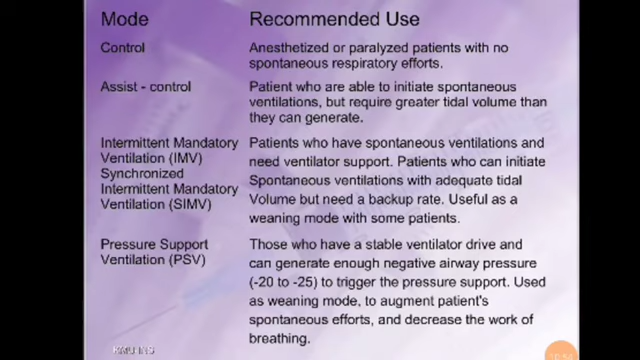 Mode Recommended Use
Control Anesthetized or paralyzed patients with no
spontaneous respiratory efforts.
Assist - control Patient who are able to initiate spontaneous
ventilations, but require greater tidal volume than
they can generate.
Intermittent Mandatory Patients who have spontaneous ventilations and
Ventilation (IMV) need ventilator support. Patients who can initiate
Synchronized Spontaneous ventilations with adequate tidal
Intermittent Mandatory Volume but need a backup rate. Useful as a
Ventilation (SIMV) weaning mode with some patients.
Pressure Support Those who have a stable ventilator drive and
Ventilation (PSV) can generate enough negative airway pressure
(-20 to -25) to trigger the pressure support. Used
as weaning mode, to augment patient's
spontaneous efforts, and decrease the work of
breathing.
KMU INS